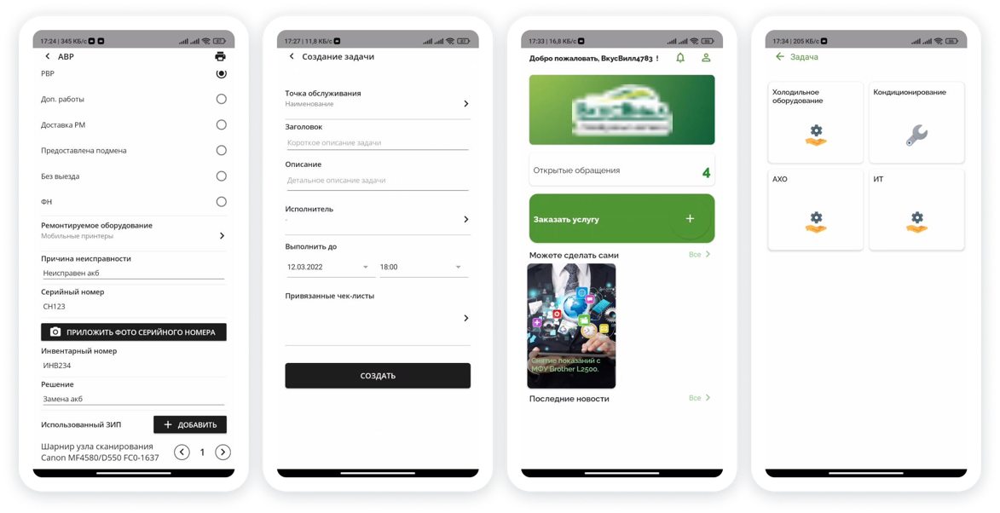 17:24 | 345 КБ/с
87
АВР
РВР
Доп. работы
Доставка РМ
Предоставлена подмена
Без выезда
ФН
Ремонтируемое оборудование
Мобильные принтеры
Причина неисправности
Неисправен акб
Серийный номер
CH123
ПРИЛОЖИТЬ ФОТО СЕРИЙНОГО НОМЕРА
Инвентарный номер
ИНВ234
Решение
Замена акб
Использованный ЗИП
+ ДОБАВИТЬ
Шарнир узла сканирования
Canon MF4580/D550 FC0-1637
1
17:27 | 11,8 КБ/с
87
Создание задачи
Точка обслуживания
Наименование
Заголовок
Короткое описание задачи
Описание
Детальное описание задачи
Исполнитель
-
Выполнить до
12.03.2022 18:00
Привязанные чек-листы
СОЗДАТЬ
17:33 | 16,8 КБ/с
86
Добро пожаловать, ВкусВилл4783 !
Открытые обращения
4
Заказать услугу +
Можете сделать сами
Все
Снятие показаний с
МФУ Brother L2500.
Последние новости
Все
17:34 | 205 КБ/с
86
Задача
Холодильное
оборудование
Кондиционирование
АХО
ИТ